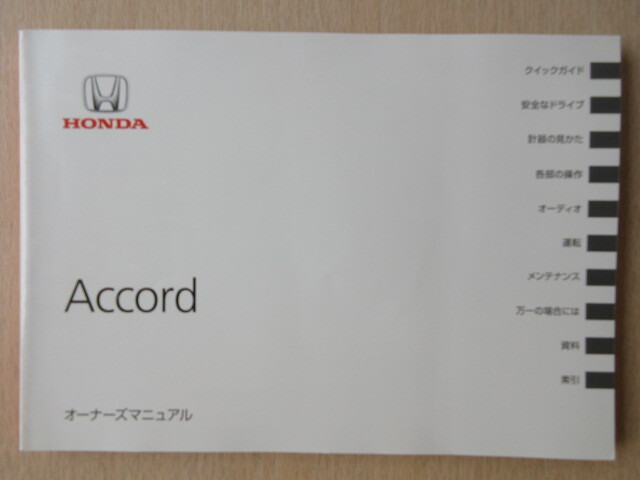 HONDA
Accord
オーナーズマニュアル
クイックガイド
安全なドライブ
計器の見かた
各部の操作
オーディオ
運転
メンテナンス
万一の場合には
資料
索引